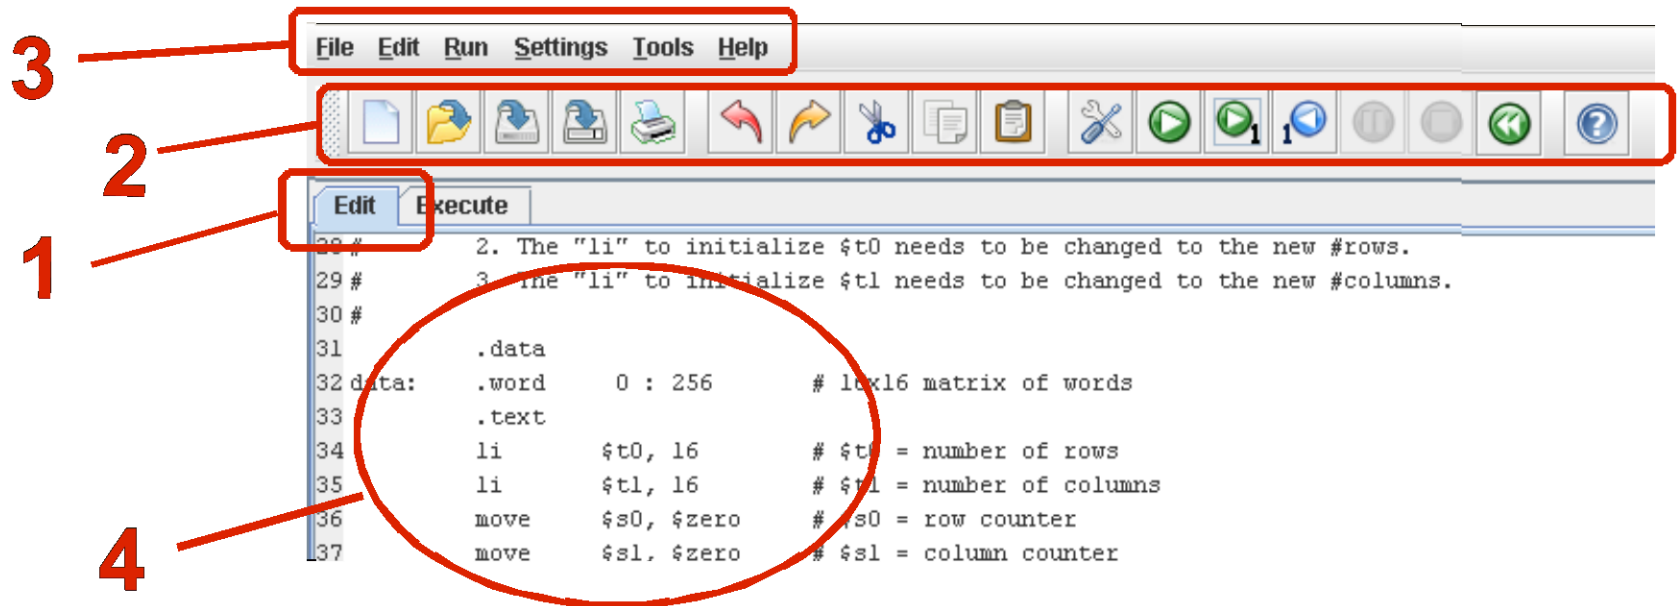 3
File Edit Run Settings Tools Help
2
1 1
1
Edit Execute
28 # 2. The "li" to initialize $t0 needs to be changed to the new #rows.
29 # 3. The "li" to initialize $t1 needs to be changed to the new #columns.
30 #
31 .data
32 data: .word 0 : 256 # 16x16 matrix of words
33 .text
34 li $t0, 16 # $t0 = number of rows
35 li $t1, 16 # $t1 = number of columns
36 move $s0, $zero # $s0 = row counter
37 move $s1, $zero # $s1 = column counter
4